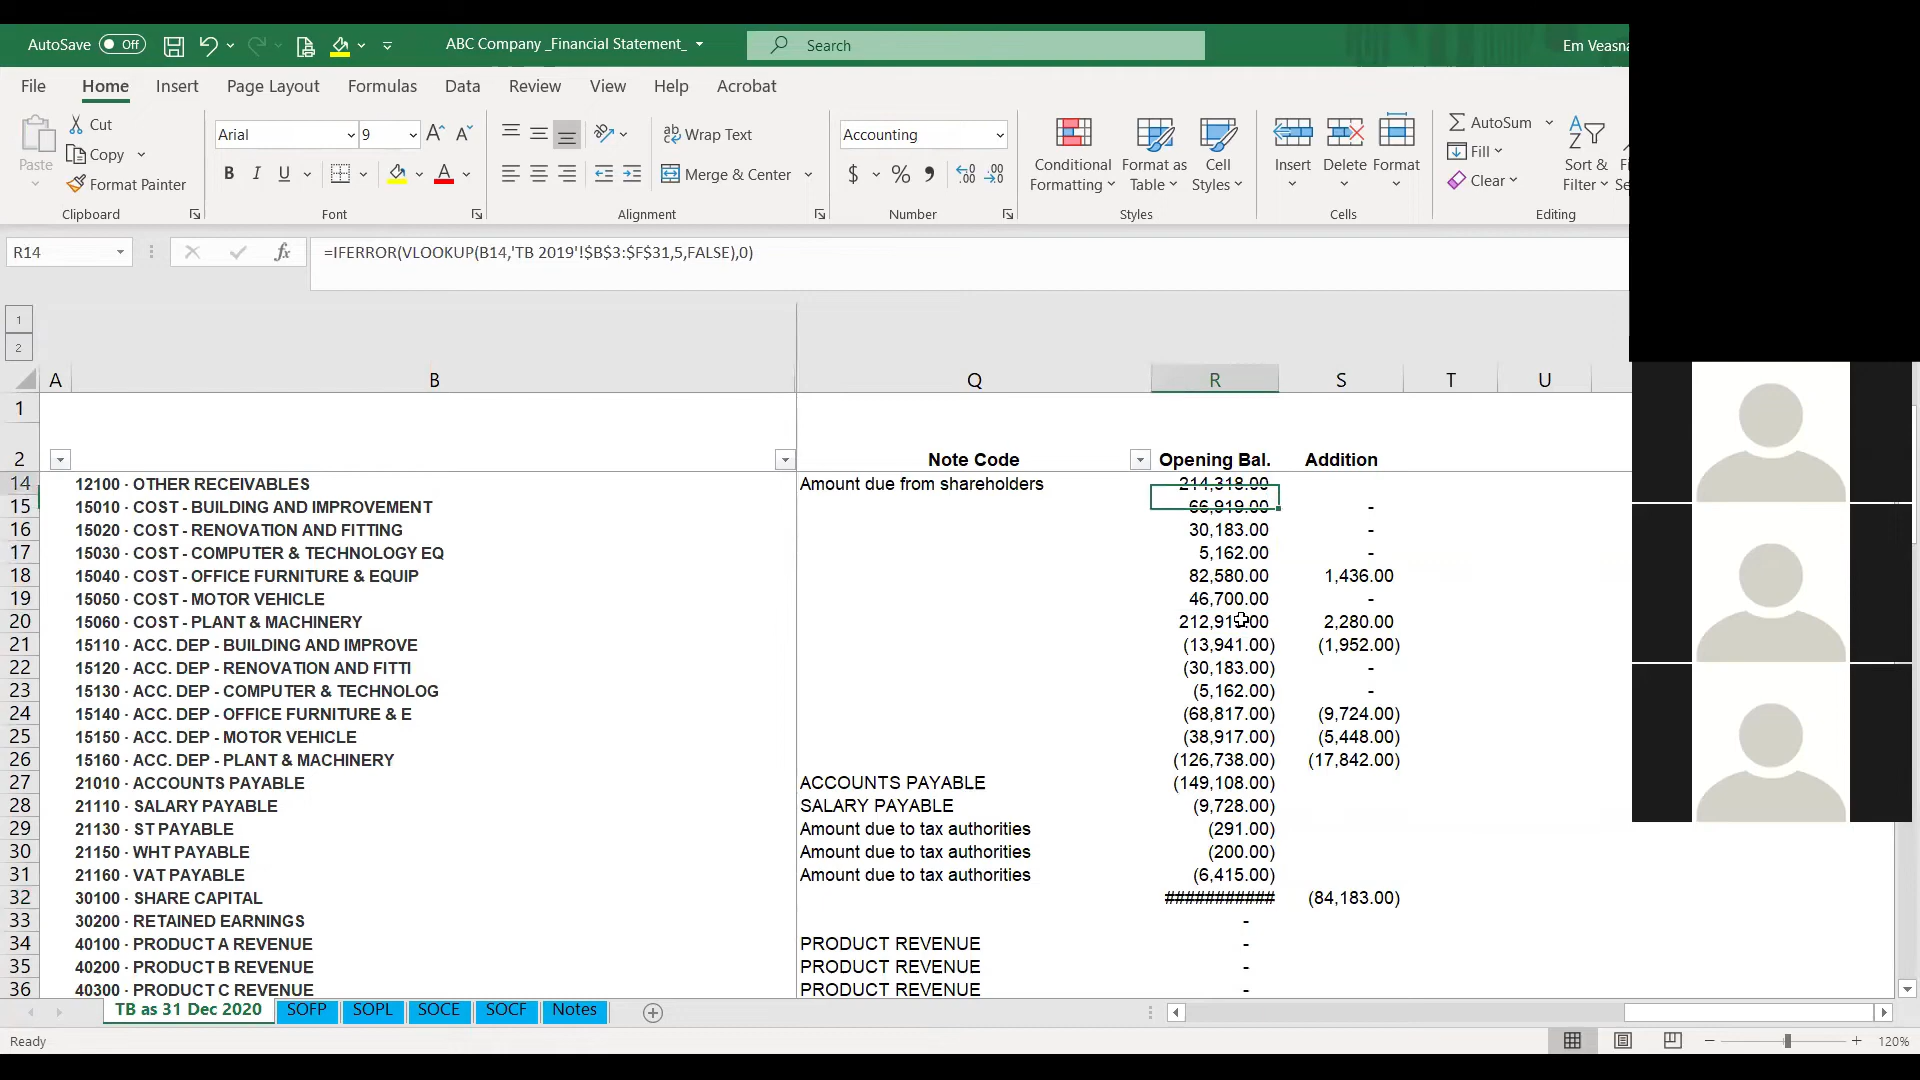 AutoSave Off ABC Company _Financial Statement_ Search Em Veasna
File Home Insert Page Layout Formulas Data Review View Help Acrobat
Paste Cut Copy Format Painter Clipboard
Arial 9 Font
Wrap Text Merge & Center Alignment
Accounting Number
Conditional Formatting Format as Table Cell Styles Styles
Insert Delete Format Cells
AutoSum Fill Clear Sort & Filter Editing
R14 =IFERROR(VLOOKUP(B14,'TB 2019'!$B$3:$F$31,5,FALSE),0)
1
2
A B Q R S T U
1
2 Note Code Opening Bal. Addition
14 12100 · OTHER RECEIVABLES Amount due from shareholders 214,318.00
15 15010 · COST - BUILDING AND IMPROVEMENT 66,919.00 -
16 15020 · COST - RENOVATION AND FITTING 30,183.00 -
17 15030 · COST - COMPUTER & TECHNOLOGY EQ 5,162.00 -
18 15040 · COST - OFFICE FURNITURE & EQUIP 82,580.00 1,436.00
19 15050 · COST - MOTOR VEHICLE 46,700.00 -
20 15060 · COST - PLANT & MACHINERY 2,280.00
21 15110 · ACC. DEP - BUILDING AND IMPROVE (13,941.00) (1,952.00)
22 15120 · ACC. DEP - RENOVATION AND FITTI (30,183.00) -
23 15130 · ACC. DEP - COMPUTER & TECHNOLOG (5,162.00) -
24 15140 · ACC. DEP - OFFICE FURNITURE & E (68,817.00) (9,724.00)
25 15150 · ACC. DEP - MOTOR VEHICLE (38,917.00) (5,448.00)
26 15160 · ACC. DEP - PLANT & MACHINERY (126,738.00) (17,842.00)
27 21010 · ACCOUNTS PAYABLE ACCOUNTS PAYABLE (149,108.00)
28 21110 · SALARY PAYABLE SALARY PAYABLE (9,728.00)
29 21130 · ST PAYABLE Amount due to tax authorities (291.00)
30 21150 · WHT PAYABLE Amount due to tax authorities (200.00)
31 21160 · VAT PAYABLE Amount due to tax authorities (6,415.00)
32 30100 · SHARE CAPITAL ########### (84,183.00)
33 30200 · RETAINED EARNINGS -
34 40100 · PRODUCT A REVENUE PRODUCT REVENUE -
35 40200 · PRODUCT B REVENUE PRODUCT REVENUE -
36 40300 · PRODUCT C REVENUE PRODUCT REVENUE -
TB as 31 Dec 2020 SOFP SOPL SOCE SOCF Notes
Ready 120%